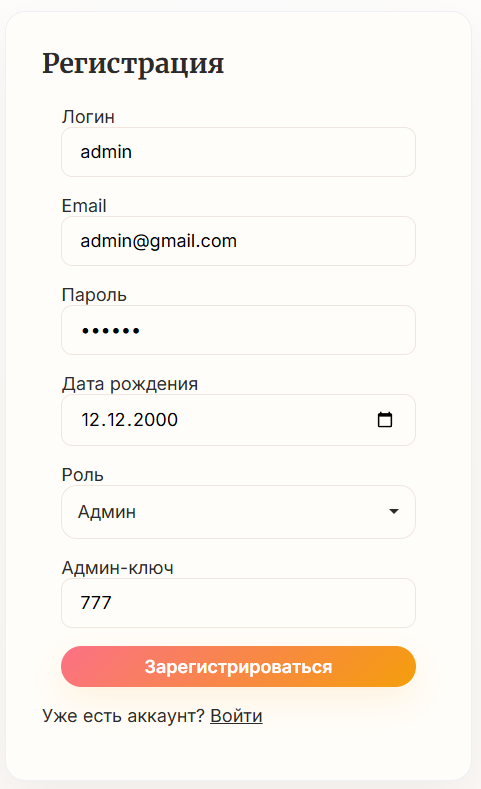 Регистрация
Логин
admin
Email
admin@gmail.com
Пароль
••••••
Дата рождения
12.12.2000
Роль
Админ
Админ-ключ
777
Зарегистрироваться
Уже есть аккаунт? Войти